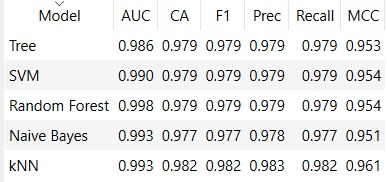 Model AUC CA F1 Prec Recall MCC
Tree 0.986 0.979 0.979 0.979 0.979 0.953
SVM 0.990 0.979 0.979 0.979 0.979 0.954
Random Forest 0.998 0.979 0.979 0.979 0.979 0.954
Naive Bayes 0.993 0.977 0.977 0.978 0.977 0.951
kNN 0.993 0.982 0.982 0.983 0.982 0.961